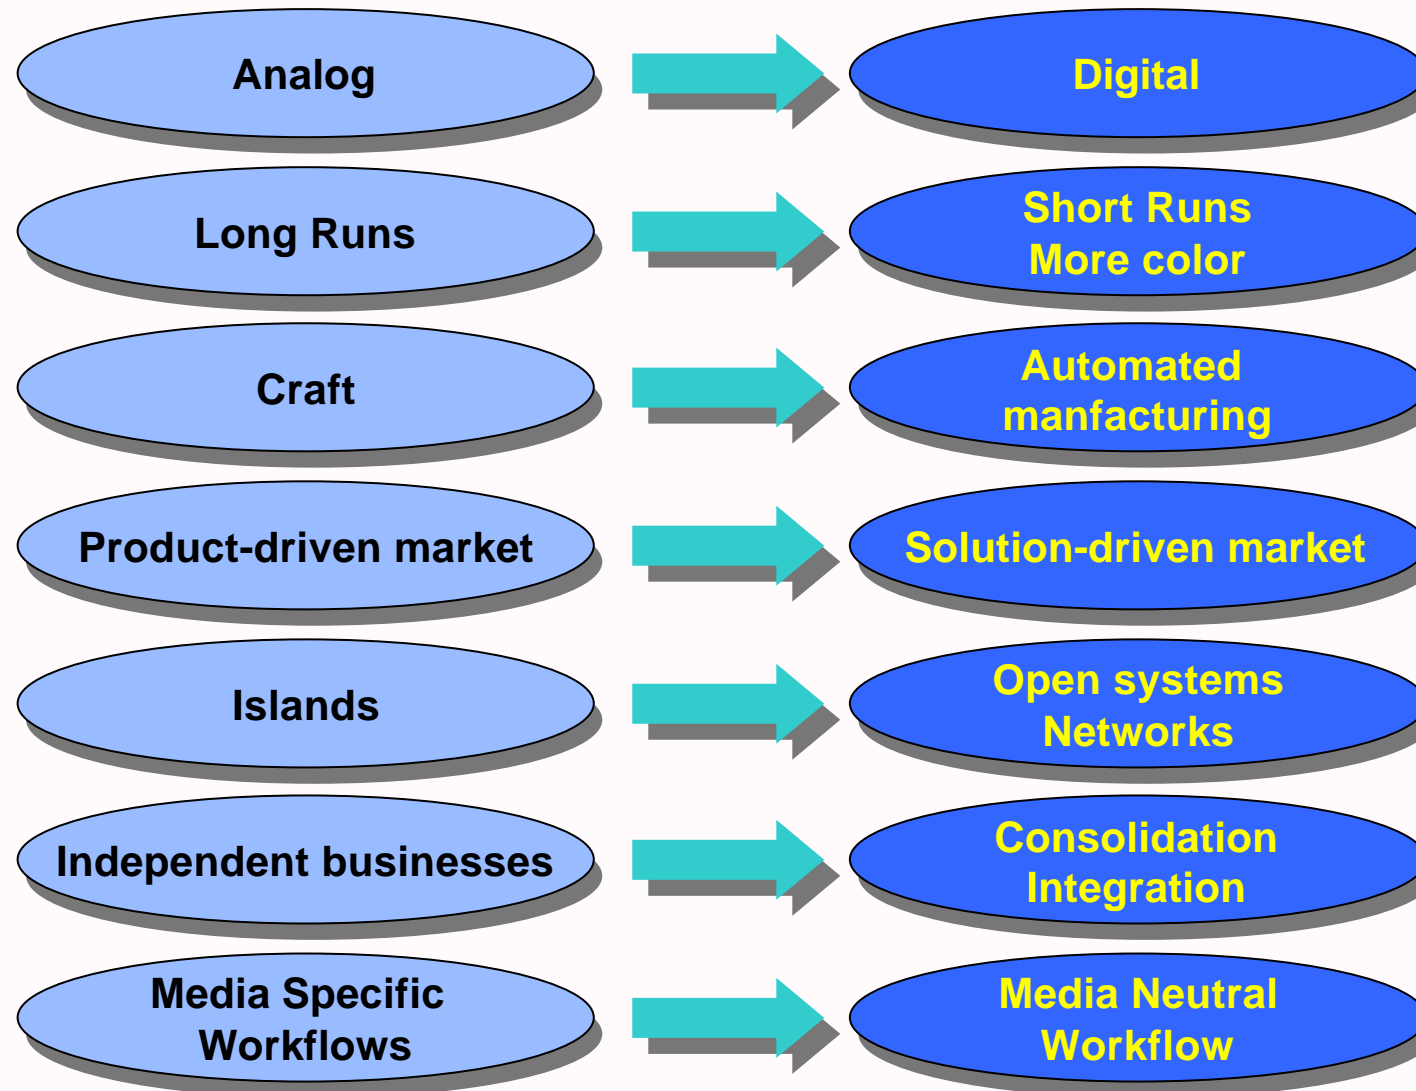 Analog
Digital
Long Runs
Short Runs
More color
Craft
Automated
manfacturing
Product-driven market
Solution-driven market
Islands
Open systems
Networks
Independent businesses
Consolidation
Integration
Media Specific
Workflows
Media Neutral
Workflow